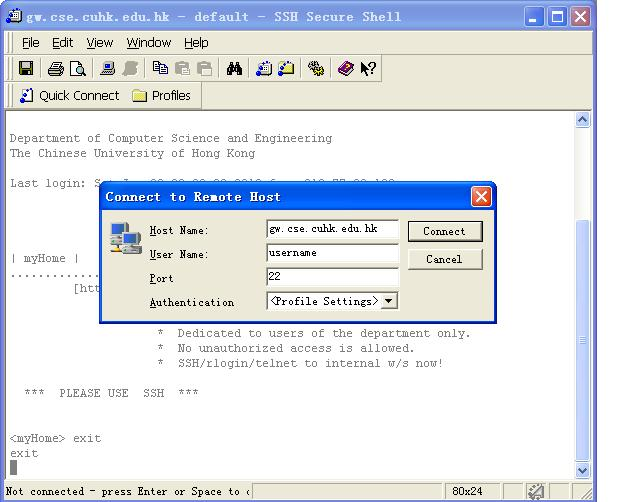 gw.cse.cuhk.edu.hk - default - SSH Secure Shell
File Edit View Window Help
Quick Connect Profiles
Department of Computer Science and Engineering
The Chinese University of Hong Kong
Last login:
Connect to Remote Host
Host Name: gw.cse.cuhk.edu.hk Connect
User Name: username Cancel
Port 22
Authentication <Profile Settings>
| myHome |
[htt
* Dedicated to users of the department only.
* No unauthorized access is allowed.
* SSH/rlogin/telnet to internal w/s now!
*** PLEASE USE SSH ***
<myHome> exit
exit
Not connected - press Enter or Space to 80x24